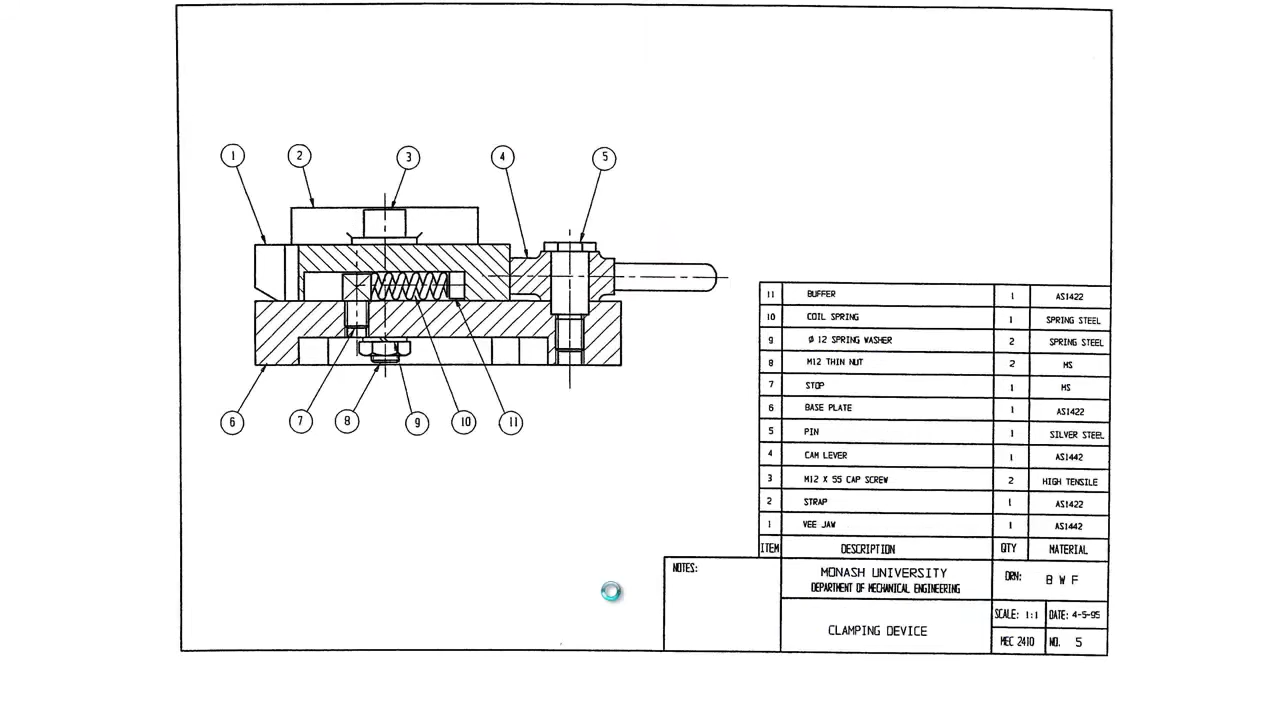 1 2 3 4 5
6 7 8 9 10 11
11 BUFFER 1 AS1422
10 COIL SPRING 1 SPRING STEEL
9 Ø 12 SPRING WASHER 2 SPRING STEEL
8 M12 THIN NUT 2 MS
7 STOP 1 MS
6 BASE PLATE 1 AS1422
5 PIN 1 SILVER STEEL
4 CAM LEVER 1 AS1442
3 M12 X 55 CAP SCREW 2 HIGH TENSILE
2 STRAP 1 AS1422
1 VEE JAW 1 AS1442
ITEM DESCRIPTION QTY MATERIAL
NOTES:
MONASH UNIVERSITY
DEPARTMENT OF MECHANICAL ENGINEERING
DRN: B W F
CLAMPING DEVICE
SCALE: 1:1 DATE: 4-5-95
MEC 2410 NO. 5